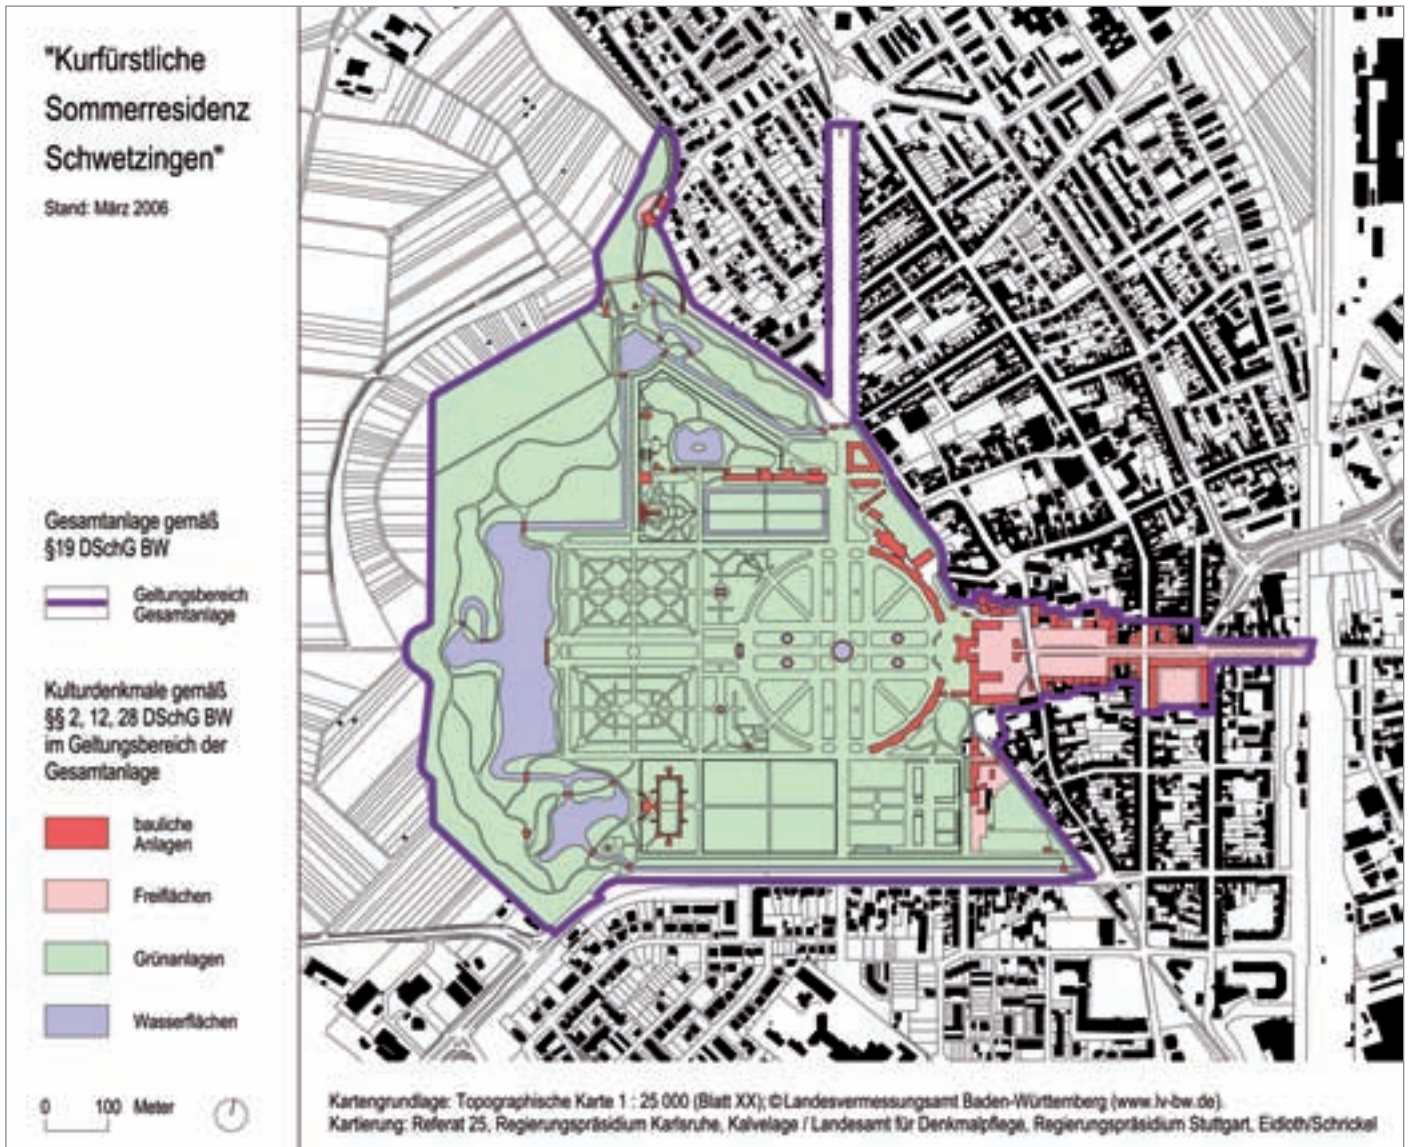 "Kurfürstliche
Sommerresidenz
Schwetzingen"
Stand: März 2006
Gesamtanlage gemäß
§19 DSchG BW
Geltungsbereich
Gesamtanlage
Kulturdenkmale gemäß
§§ 2, 12, 28 DSchG BW
im Geltungsbereich der
Gesamtanlage
bauliche
Anlagen
Freiflächen
Grünanlagen
Wasserflächen
0 100 Meter
Kartengrundlage: Topographische Karte 1 : 25 000 (Blatt XX); © Landesvermessungsamt Baden-Württemberg (www.lv-bw.de).
Kartierung: Referat 25, Regierungspräsidium Karlsruhe, Kalvelage / Landesamt für Denkmalpflege, Regierungspräsidium Stuttgart, Eidloth/Schrickel